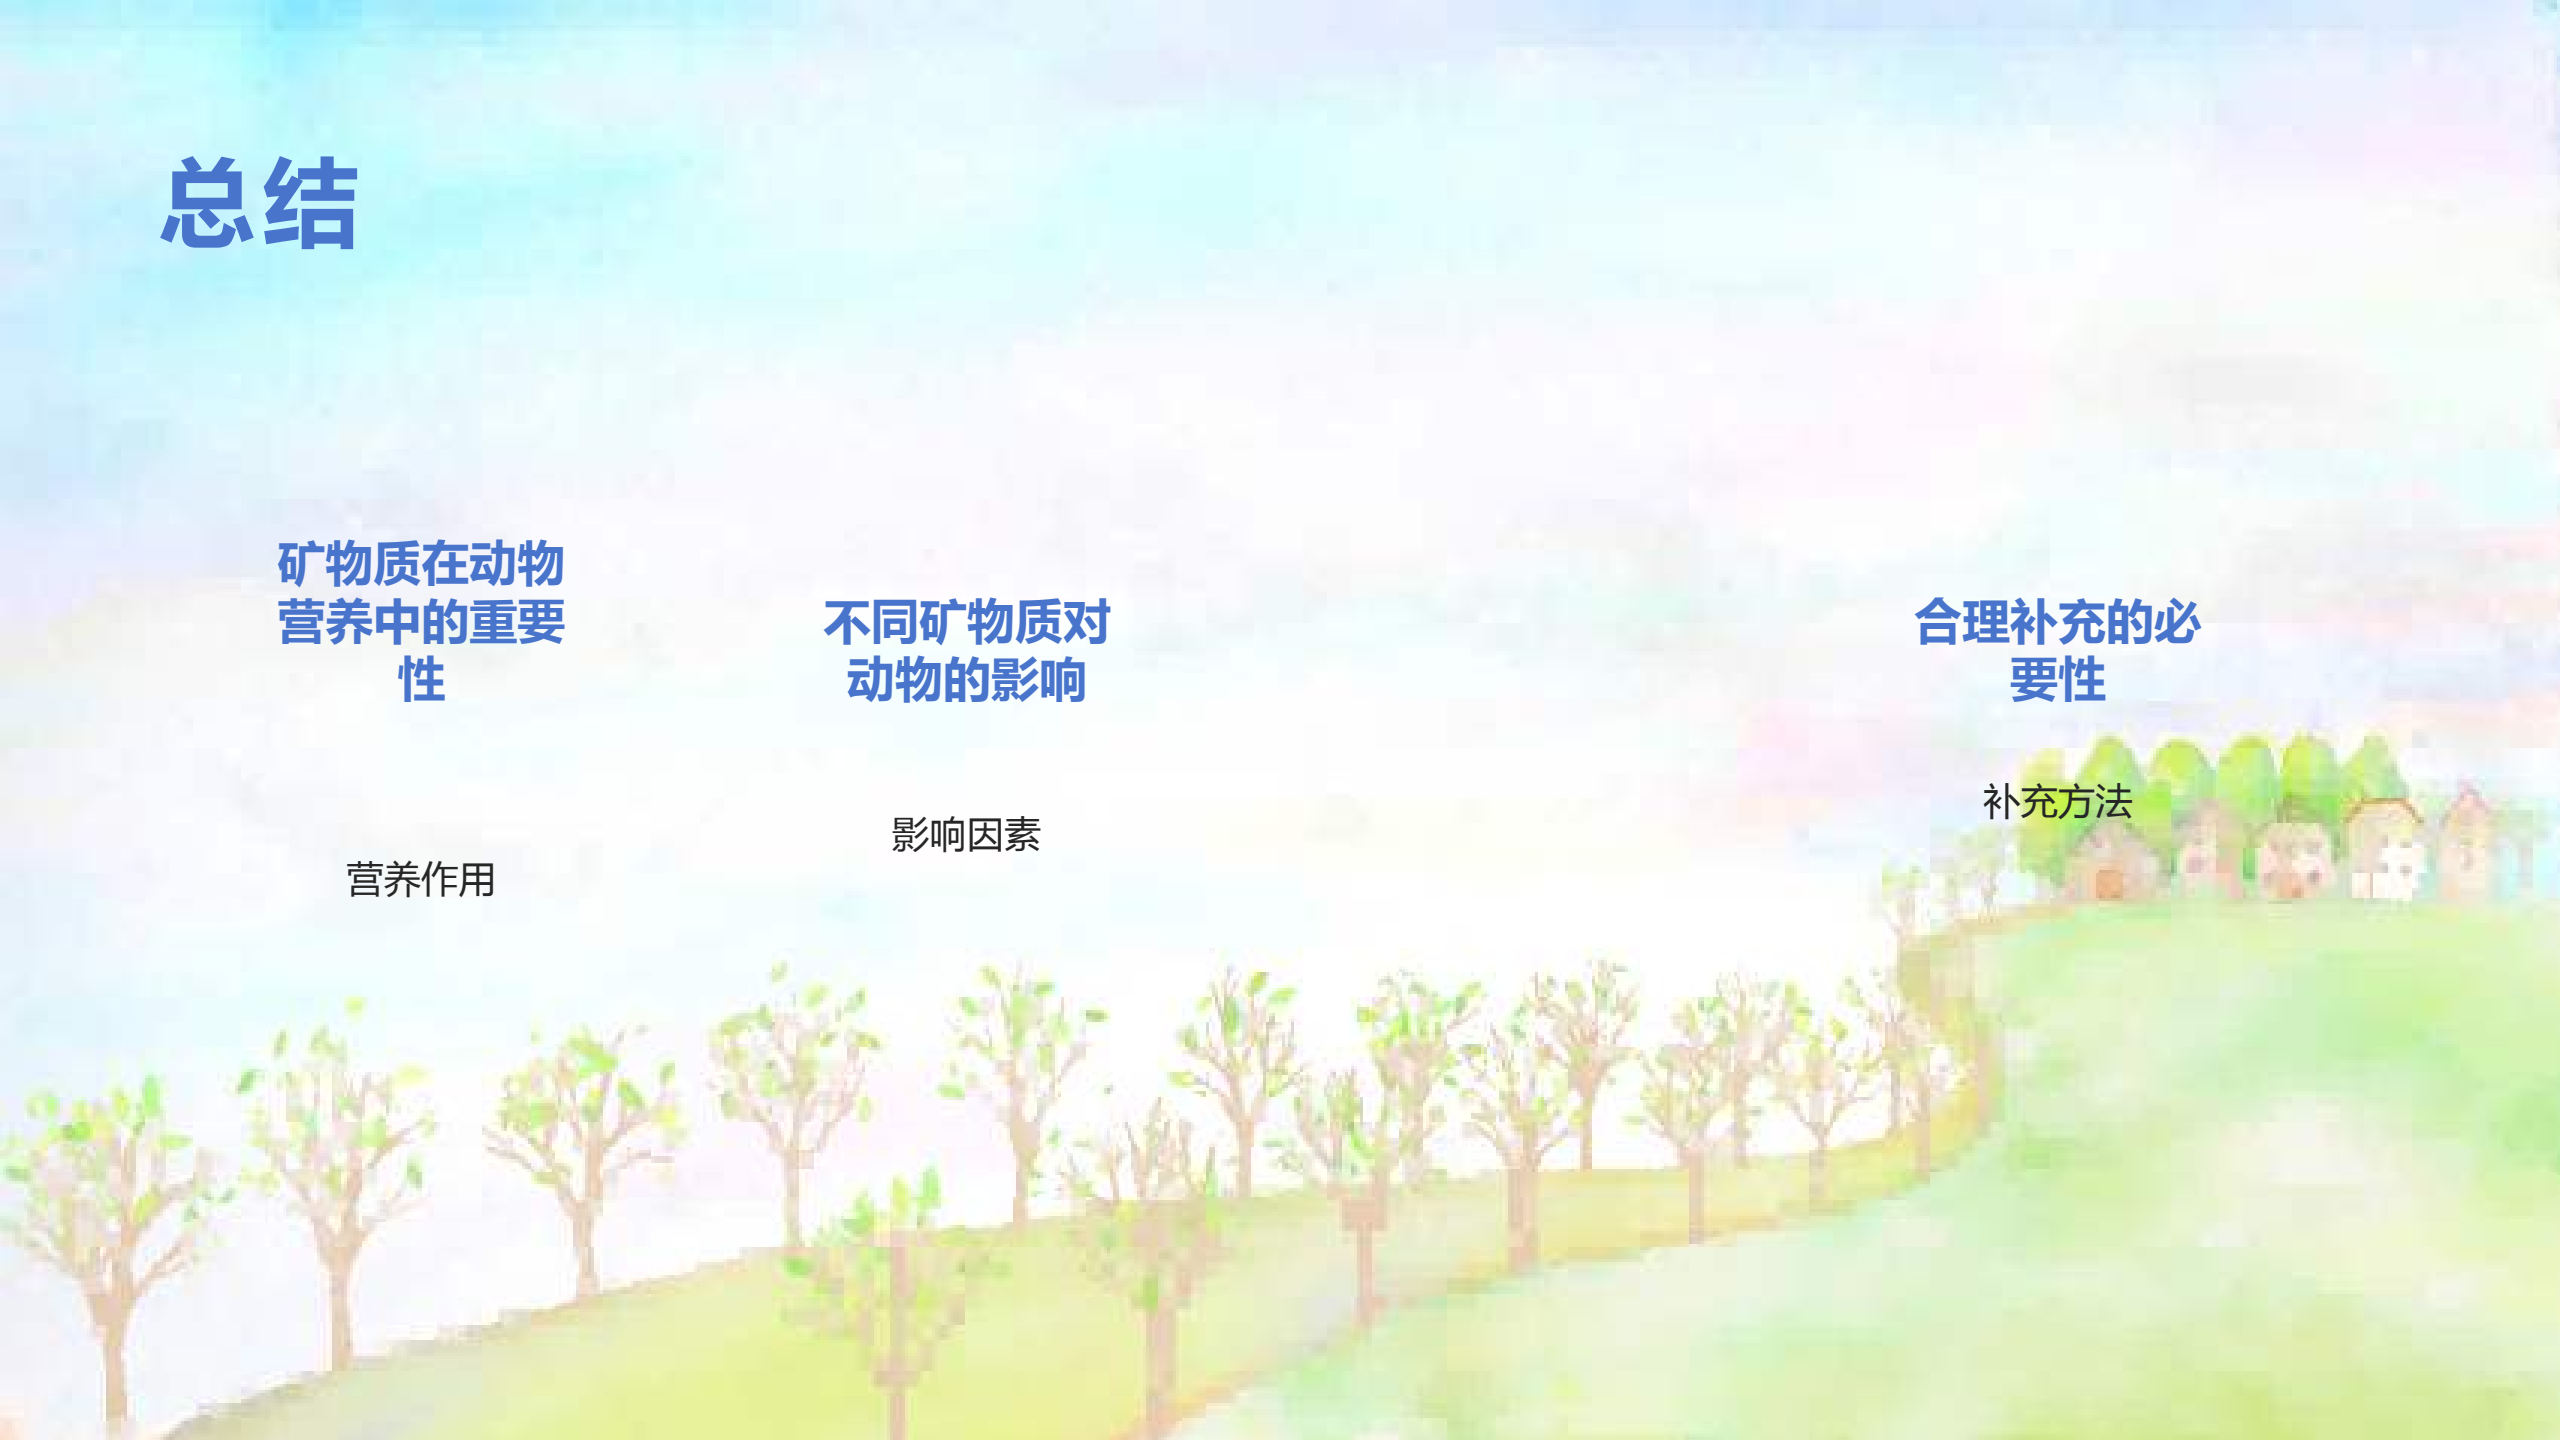 总结
矿物质在动物
营养中的重要
性
营养作用
不同矿物质对
动物的影响
影响因素
合理补充的必
要性
补充方法